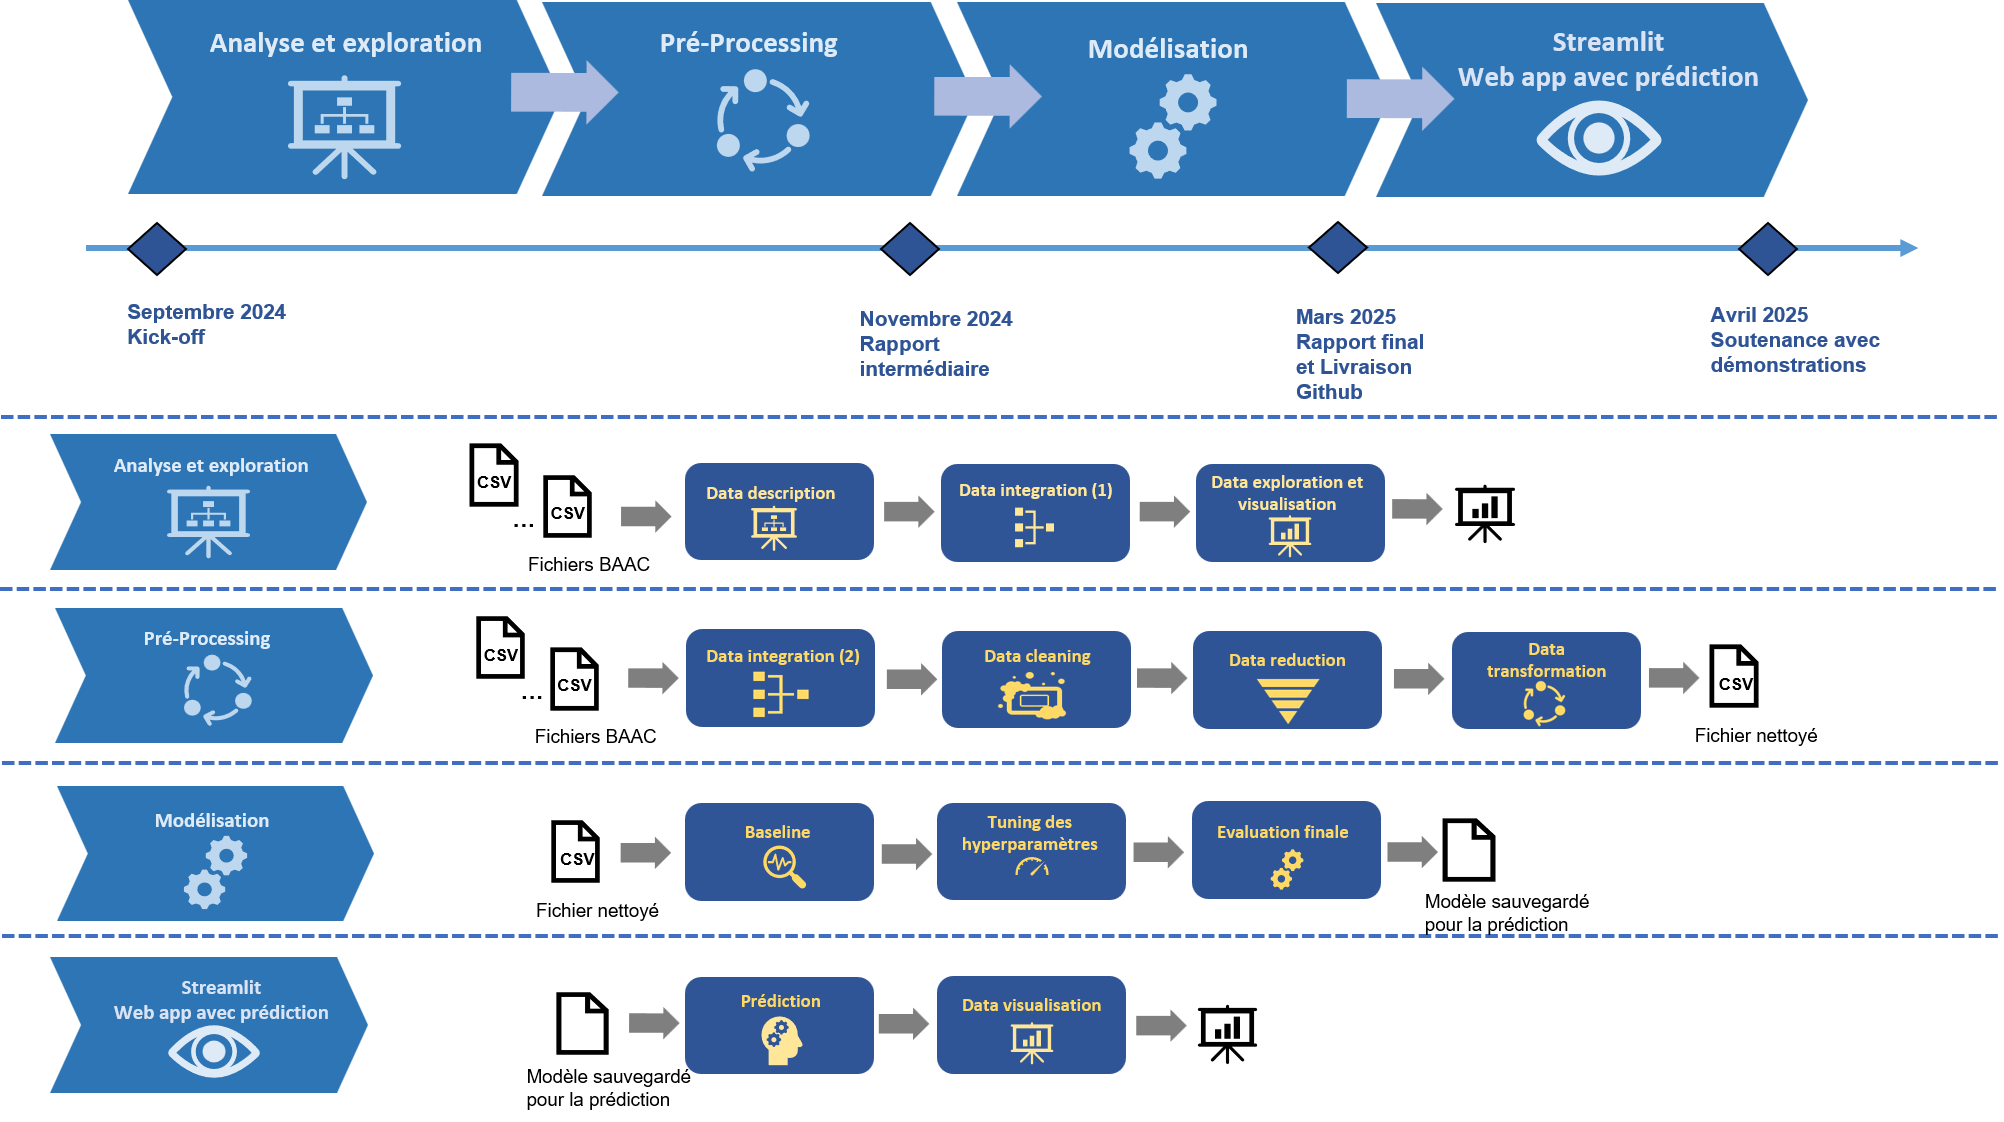 Analyse et exploration
Pré-Processing
Modélisation
Streamlit
Web app avec prédiction
Septembre 2024
Kick-off
Novembre 2024
Rapport
intermédiaire
Mars 2025
Rapport final
et Livraison
Github
Avril 2025
Soutenance avec
démonstrations
Analyse et exploration
CSV
...
CSV
Fichiers BAAC
Data description
Data integration (1)
Data exploration et
visualisation
Pré-Processing
CSV
...
CSV
Fichiers BAAC
Data integration (2)
Data cleaning
Data reduction
Data
transformation
CSV
Fichier nettoyé
Modélisation
CSV
Fichier nettoyé
Baseline
Tuning des
hyperparamètres
Evaluation finale
Modèle sauvegardé
pour la prédiction
Streamlit
Web app avec prédiction
Modèle sauvegardé
pour la prédiction
Prédiction
Data visualisation